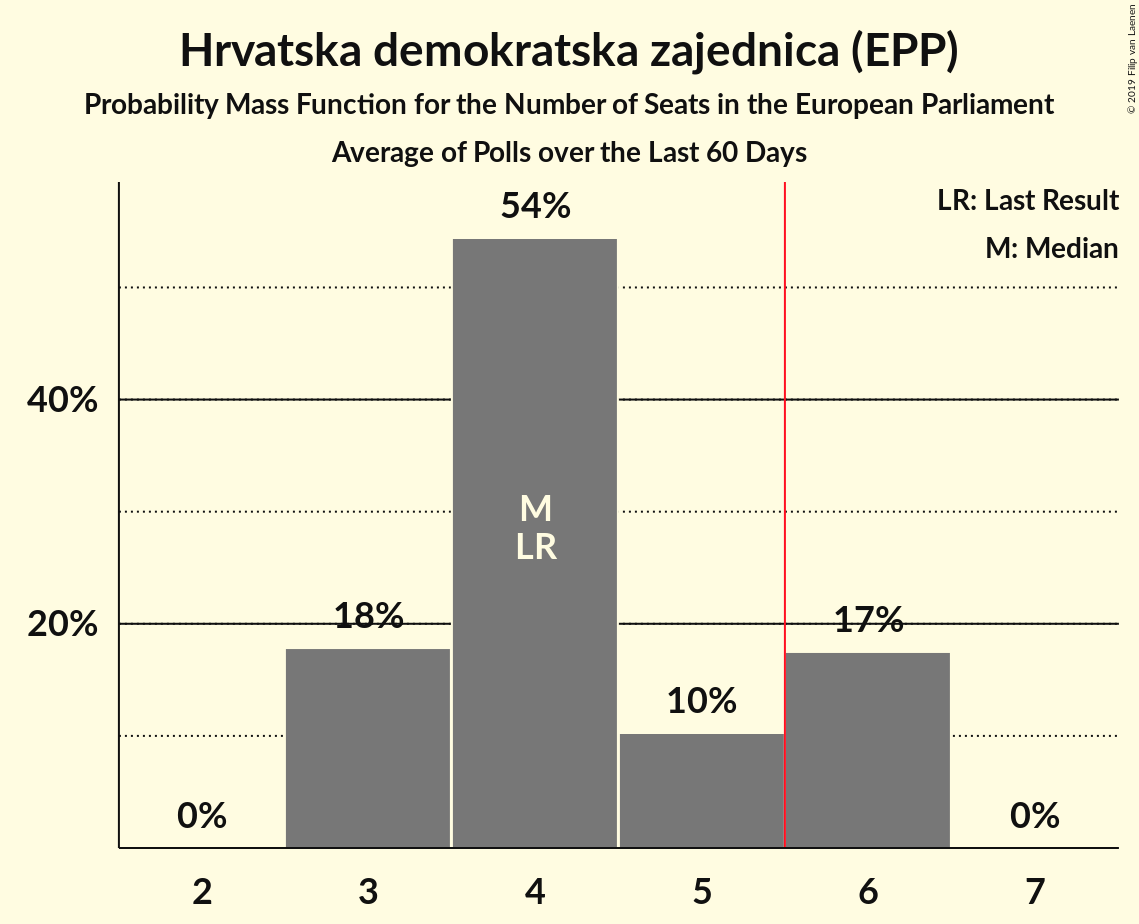 Hrvatska demokratska zajednica (EPP)
Probability Mass Function for the Number of Seats in the European Parliament
Average of Polls over the Last 60 Days
© 2019 Filip van Laenen
LR: Last Result
M: Median
54%
40%
M
LR
20%
18%
17%
10%
0%
0%
2 3 4 5 6 7